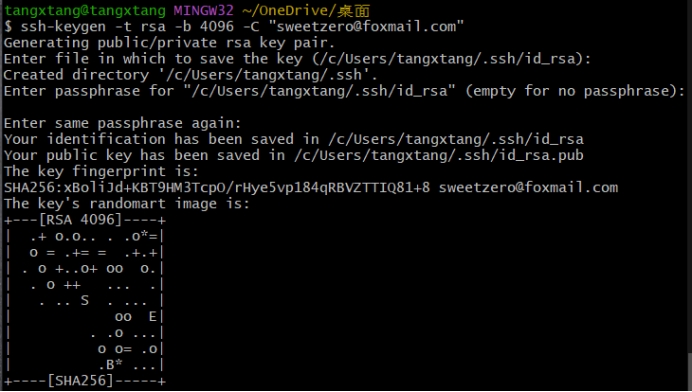 tangxtang@tangxtang MINGW32 ~/OneDrive/桌面
$ ssh-keygen -t rsa -b 4096 -C "sweetzero@foxmail.com"
Generating public/private rsa key pair.
Enter file in which to save the key (/c/Users/tangxtang/.ssh/id_rsa):
Created directory '/c/Users/tangxtang/.ssh'.
Enter passphrase for "/c/Users/tangxtang/.ssh/id_rsa" (empty for no passphrase):
Enter same passphrase again:
Your identification has been saved in /c/Users/tangxtang/.ssh/id_rsa
Your public key has been saved in /c/Users/tangxtang/.ssh/id_rsa.pub
The key fingerprint is:
SHA256:xBoliJd+KBT9HM3TcpO/rHye5vp184qRBVZTTIQ81+8 sweetzero@foxmail.com
The key's randomart image is:
+---[RSA 4096]----+
|  .+ o.o.. . .o*=|
|  o = .+= =  .+.+|
| . o +..o+ oo  o.|
|  . o ++   ...  .|
|   . .. S  . ... |
|            oo  E|
|         . .o ...|
|          o o= .o|
|          .B* ...|
+----[SHA256]-----+